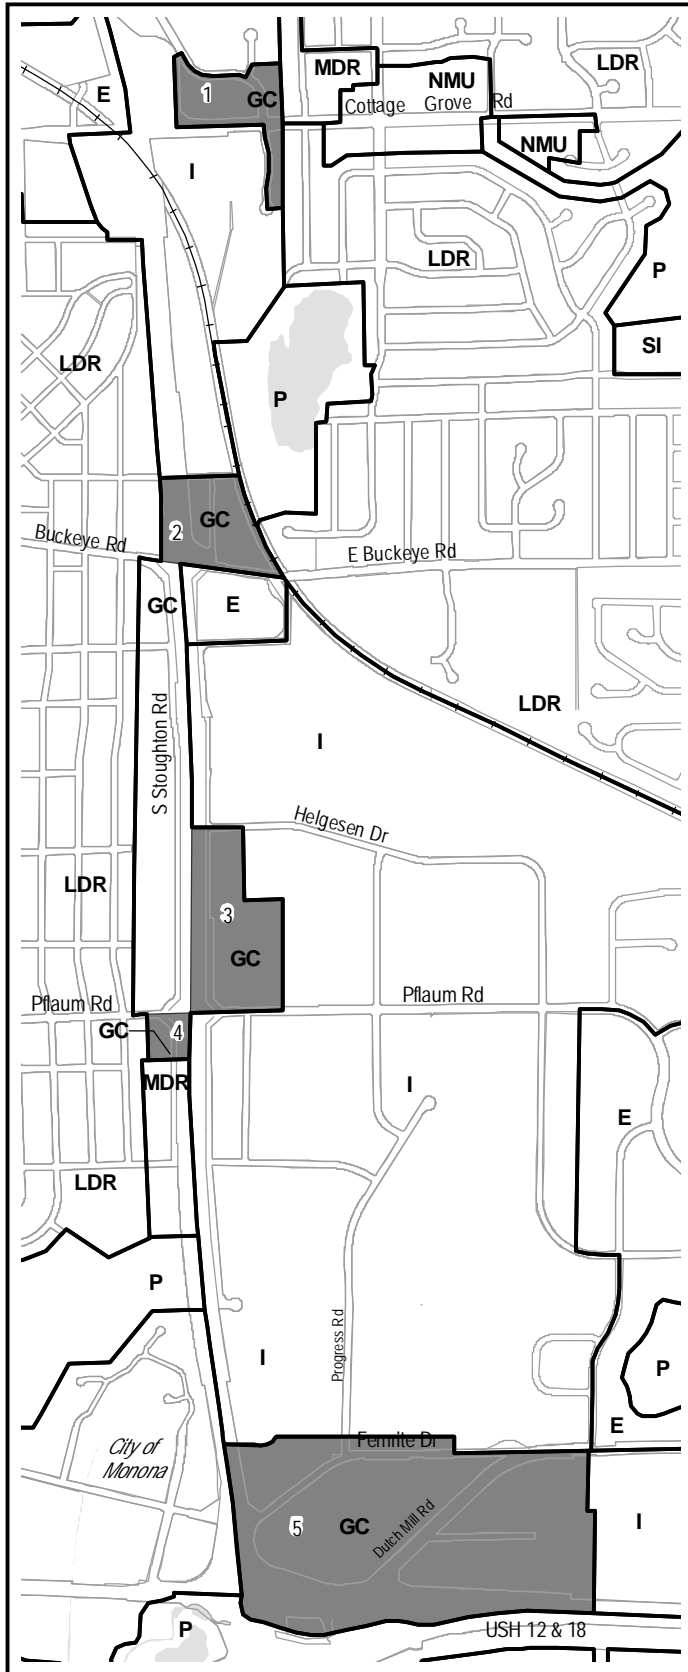 MDR
LDR
NMU
E
1
GC
Cottage Grove Rd
NMU
I
LDR
P
SI
LDR
P
2
GC
Buckeye Rd
E Buckeye Rd
GC
E
LDR
S Stoughton Rd
I
Helgesen Dr
LDR
3
GC
Pflaum Rd
Pflaum Rd
GC
4
MDR
I
E
LDR
P
Progress Rd
I
P
E
City of
Monona
Femrite Dr
5
GC
Dutch Mill Rd
I
P
USH 12 & 18